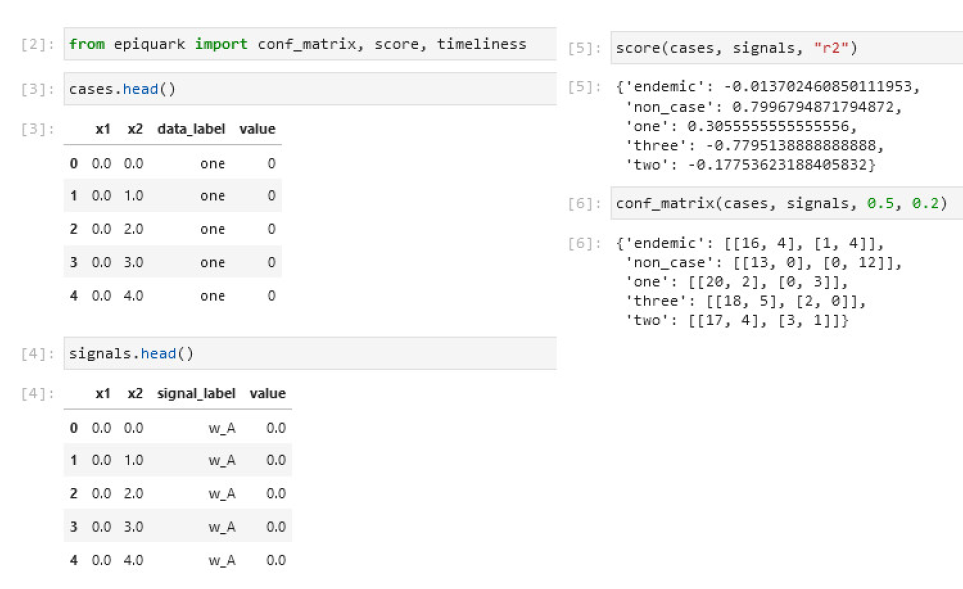 [2]: from epiquark import conf_matrix, score, timeliness
[3]: cases.head()
[3]: x1 x2 data_label value
0 0.0 0.0 one 0
1 0.0 1.0 one 0
2 0.0 2.0 one 0
3 0.0 3.0 one 0
4 0.0 4.0 one 0
[4]: signals.head()
[4]: x1 x2 signal_label value
0 0.0 0.0 w_A 0.0
1 0.0 1.0 w_A 0.0
2 0.0 2.0 w_A 0.0
3 0.0 3.0 w_A 0.0
4 0.0 4.0 w_A 0.0
[5]: score(cases, signals, "r2")
[5]: {'endemic': -0.013702460850111953,
'non_case': 0.7996794871794872,
'one': 0.3055555555555556,
'three': -0.7795138888888888,
'two': -0.17753623188405832}
[6]: conf_matrix(cases, signals, 0.5, 0.2)
[6]: {'endemic': [[16, 4], [1, 4]],
'non_case': [[13, 0], [0, 12]],
'one': [[20, 2], [0, 3]],
'three': [[18, 5], [2, 0]],
'two': [[17, 4], [3, 1]]}